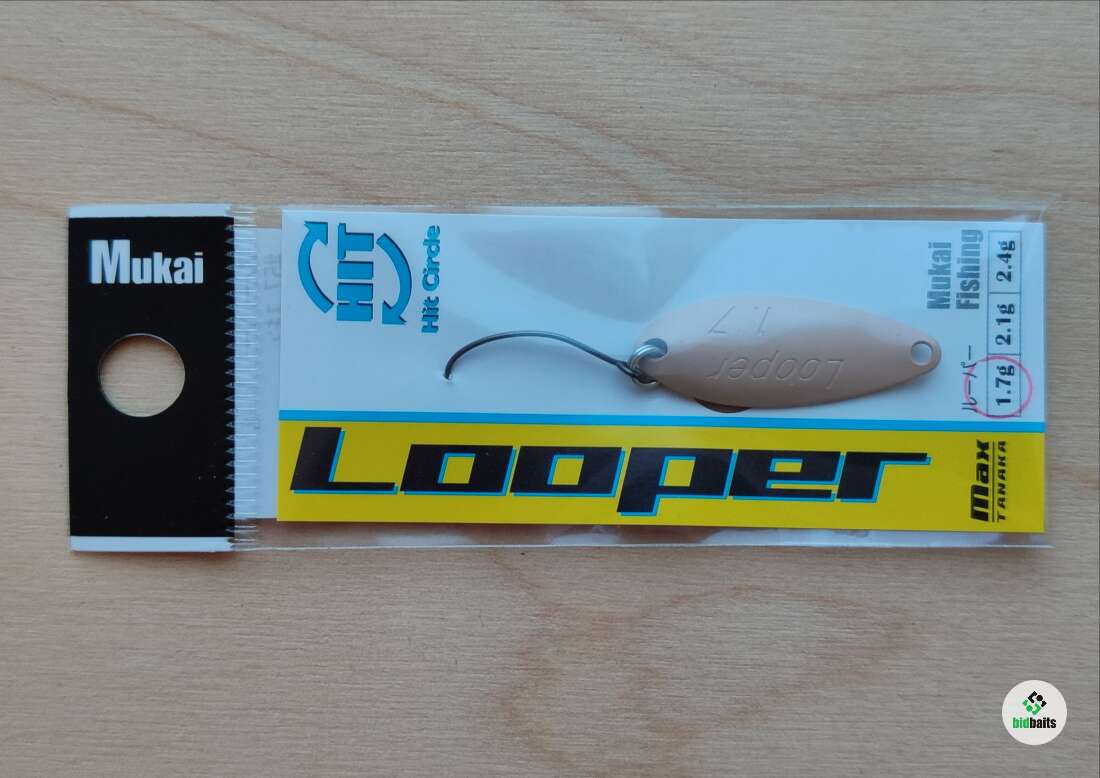 Mukai
HIT
Hit Circle
Looper
1.7
Looper
Mukai
Fishing
ルーパー
1.7g 2.1g 2.4g
max
TANAKA
bidbaits